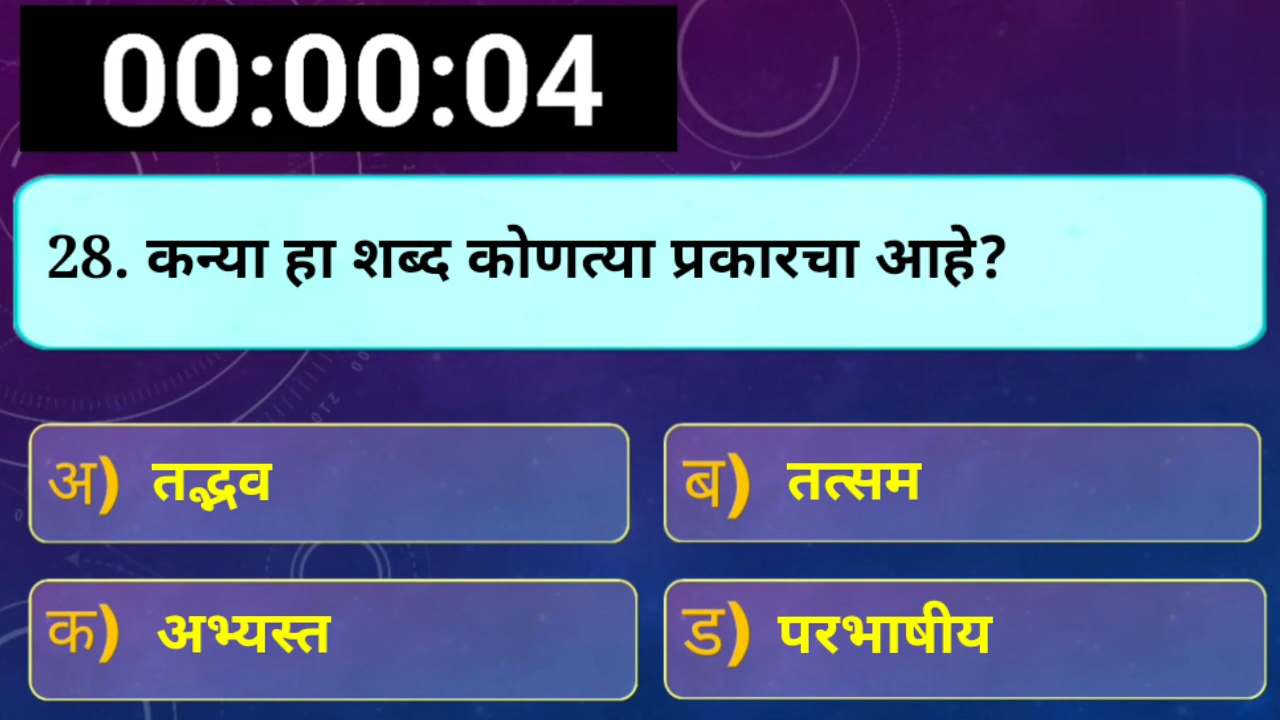 00:00:04
28. कन्या हा शब्द कोणत्या प्रकारचा आहे?
अ) तद्भव
ब) तत्सम
क) अभ्यस्त
ड) परभाषीय